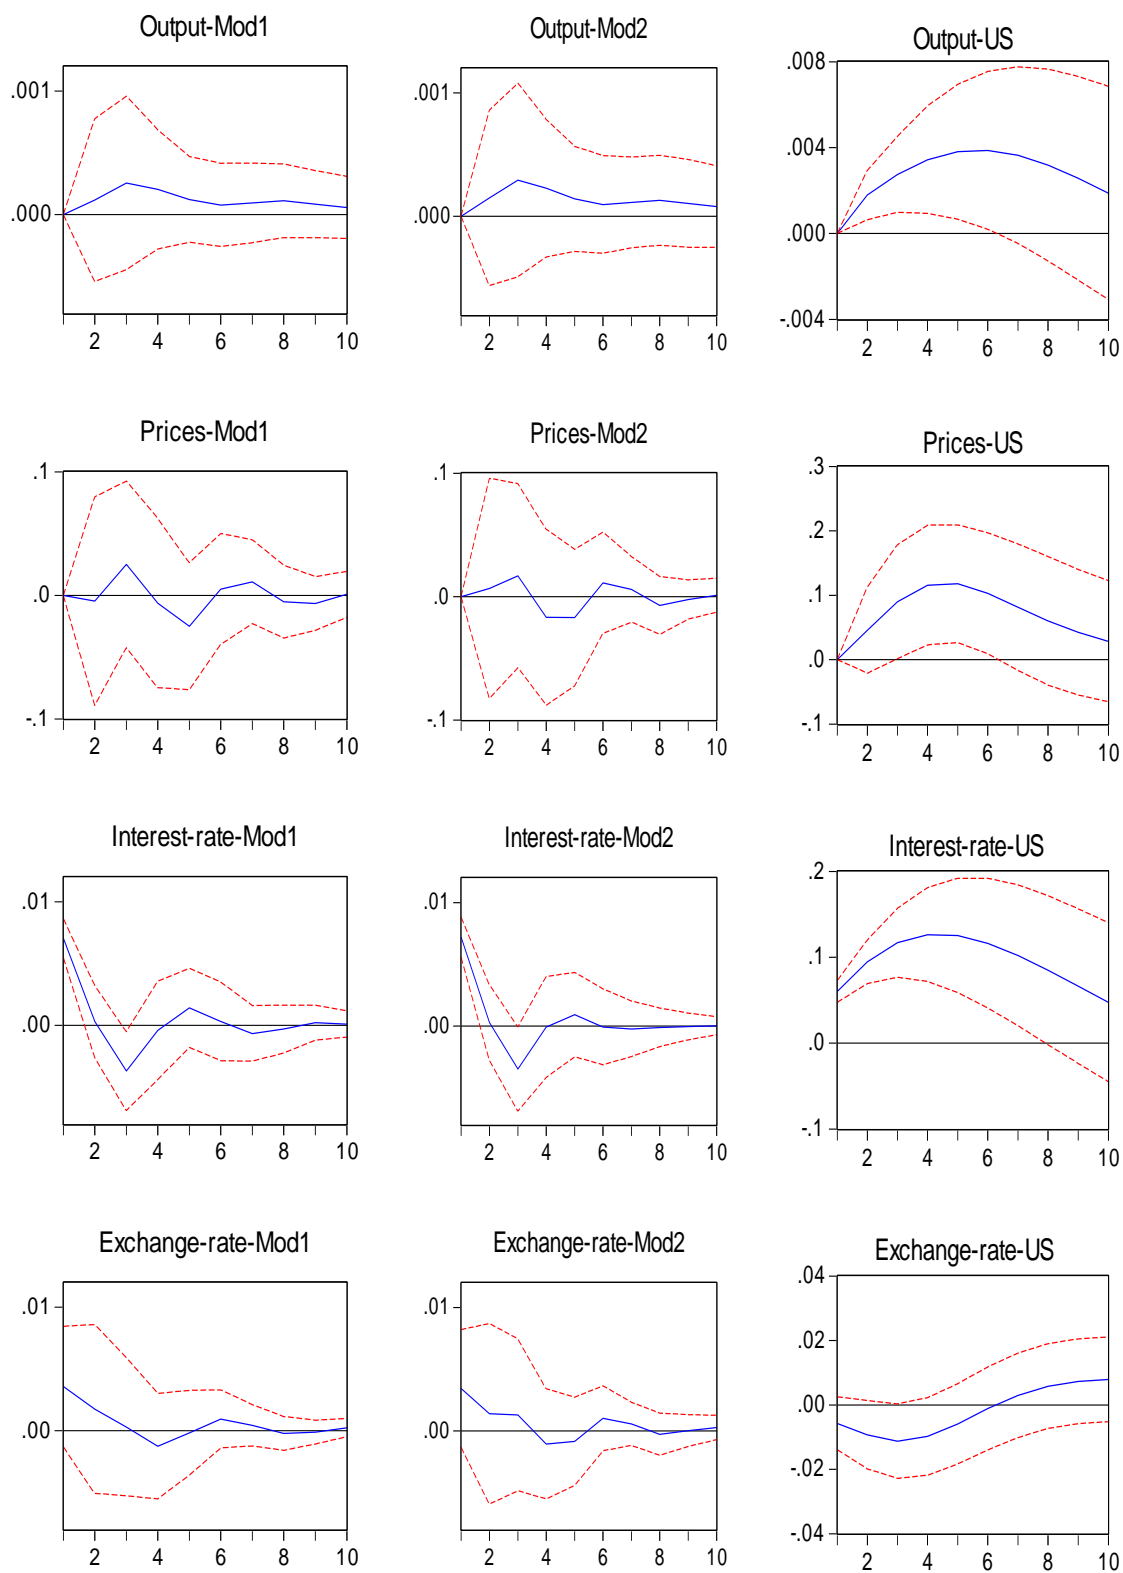 Output-Mod1
Output-Mod2
Output-US
.001
.000
2 4 6 8 10
.001
.000
2 4 6 8 10
.008
.004
.000
-.004
2 4 6 8 10
Prices-Mod1
Prices-Mod2
Prices-US
.1
.0
-.1
2 4 6 8 10
.1
.0
-.1
2 4 6 8 10
.3
.2
.1
.0
-.1
2 4 6 8 10
Interest-rate-Mod1
Interest-rate-Mod2
Interest-rate-US
.01
.00
2 4 6 8 10
.01
.00
2 4 6 8 10
.2
.1
.0
-.1
2 4 6 8 10
Exchange-rate-Mod1
Exchange-rate-Mod2
Exchange-rate-US
.01
.00
2 4 6 8 10
.01
.00
2 4 6 8 10
.04
.02
.00
-.02
-.04
2 4 6 8 10